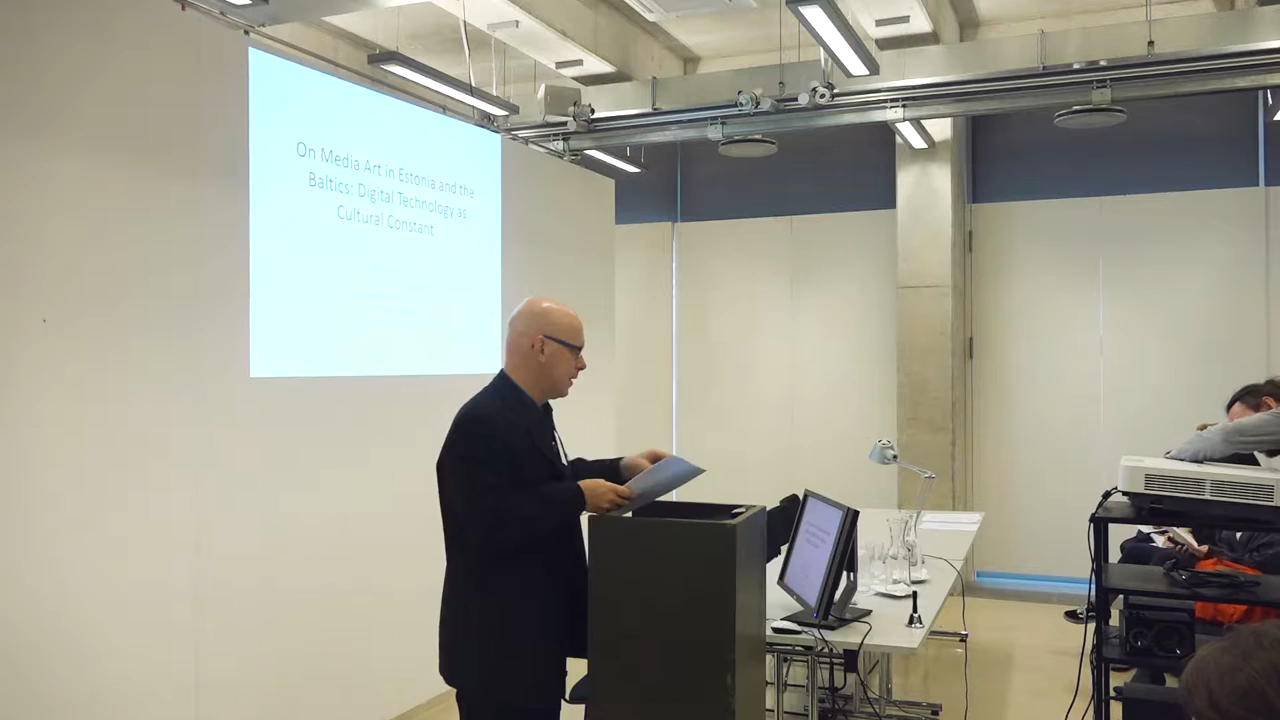 On Media Art in Estonia and the
Baltics: Digital Technology as
Cultural Constant